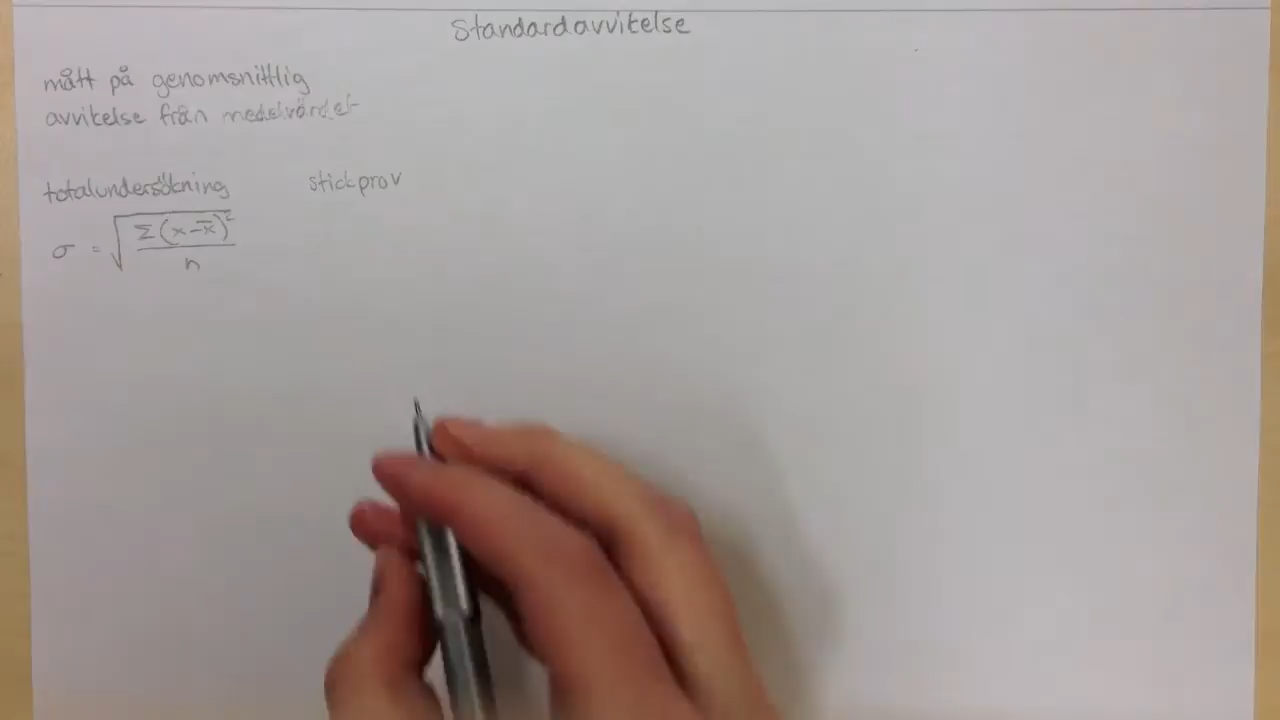 Standardavvikelse
mått på genomsnittlig
avvikelse från medelvärdet
totalundersökning stickprov
σ = √(Σ(x-x̄)² / n)